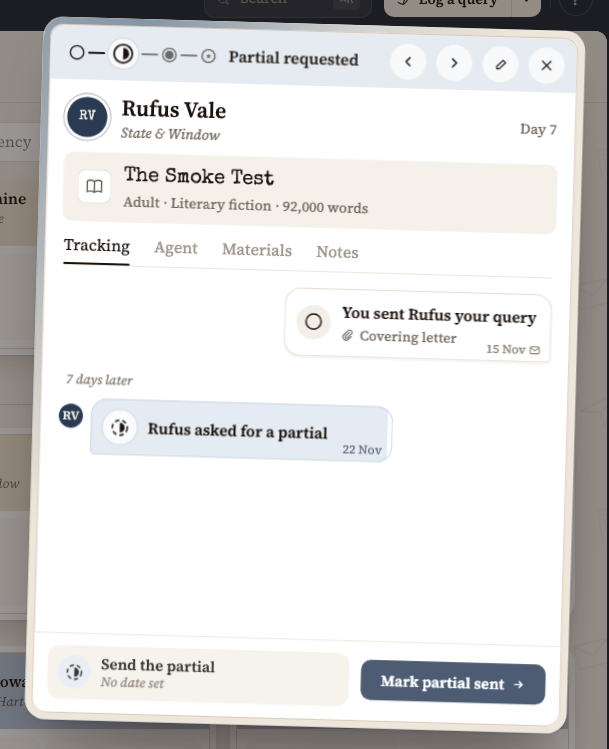 Search
Log a query
Partial requested
RV
Rufus Vale
State & Window
Day 7
The Smoke Test
Adult · Literary fiction · 92,000 words
Tracking
Agent
Materials
Notes
You sent Rufus your query
Covering letter
15 Nov
7 days later
RV
Rufus asked for a partial
22 Nov
Send the partial
No date set
Mark partial sent →